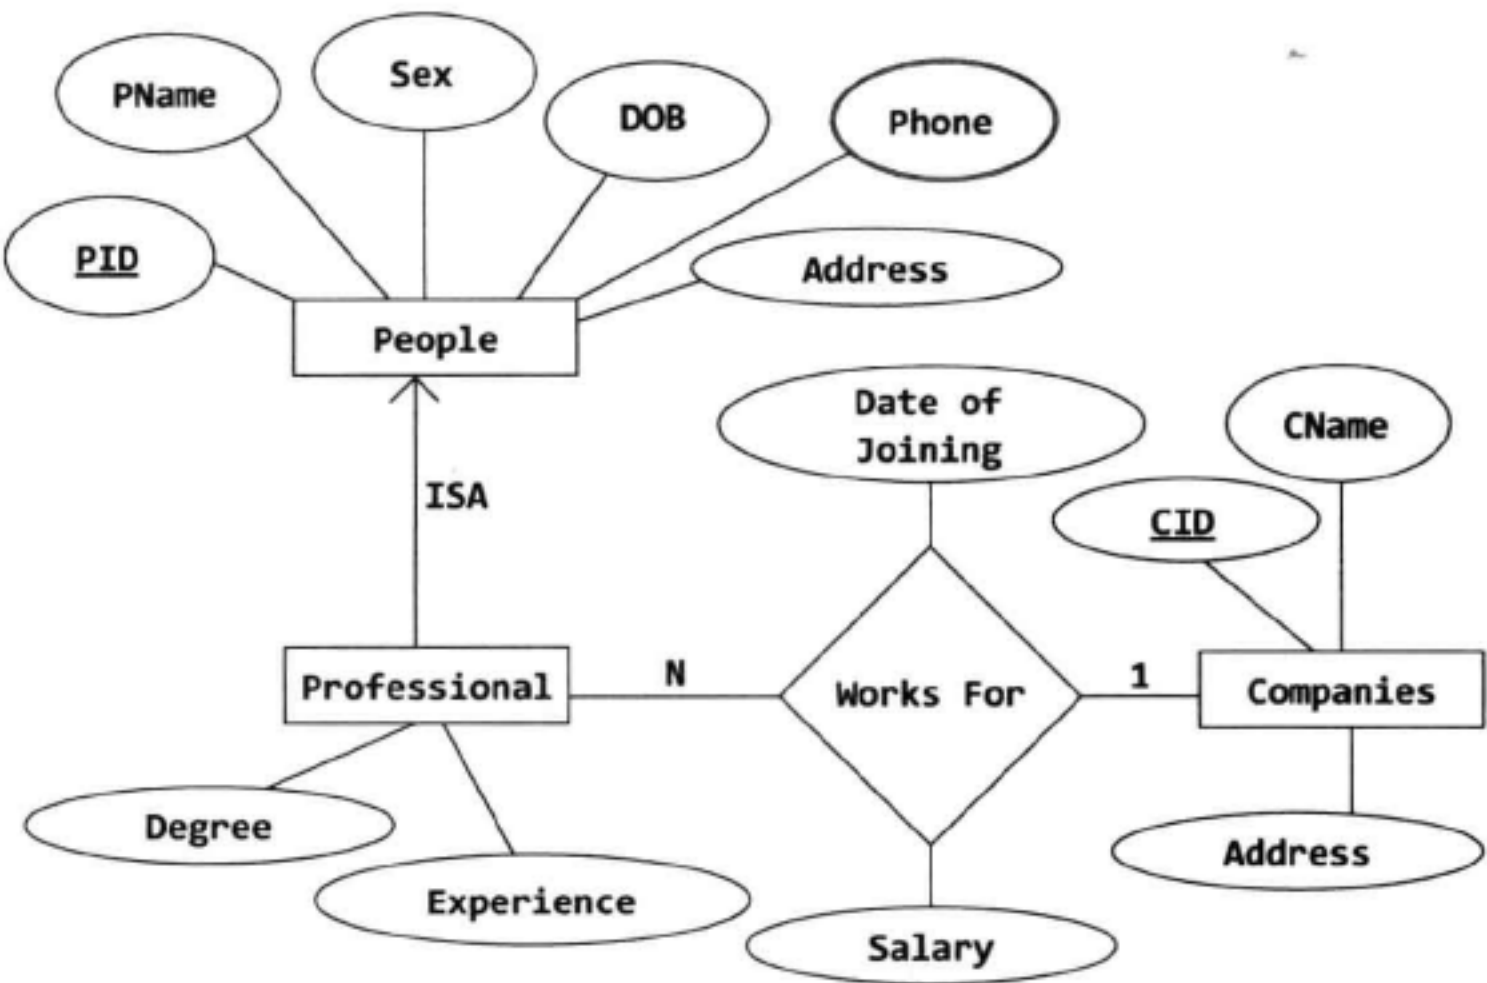 Sex
PName
DOB
Phone
PID
Address
People
Date of
Joining
CName
ISA
CID
N
1
Professional
Works For
Companies
Degree
Address
Experience
Salary